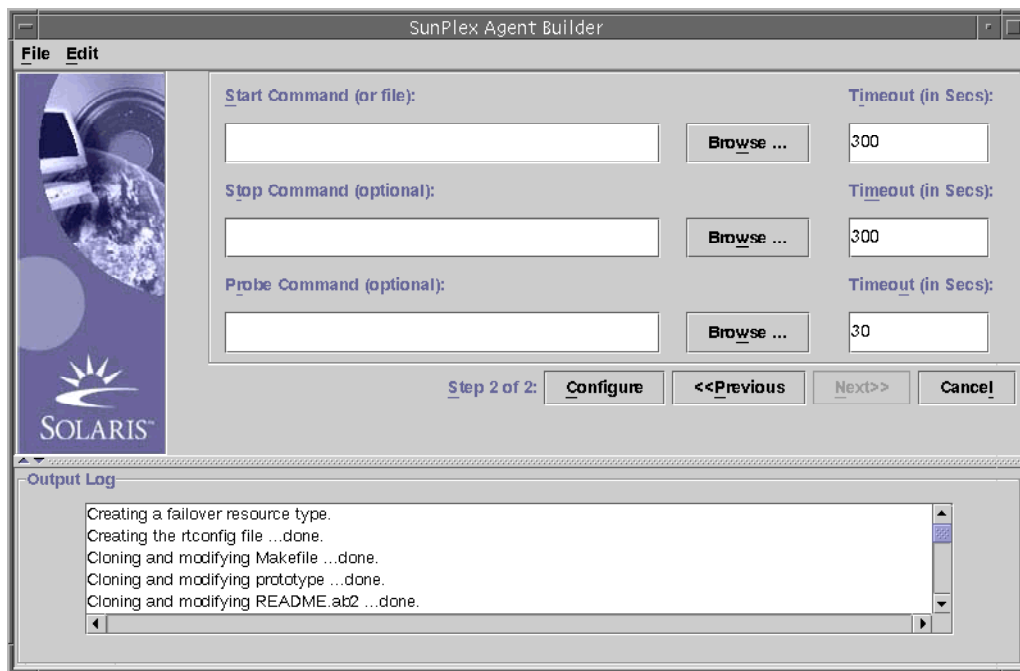 SunPlex Agent Builder
File Edit
Start Command (or file): Timeout (in Secs):
Browse ... 300
Stop Command (optional): Timeout (in Secs):
Browse ... 300
Probe Command (optional): Timeout (in Secs):
Browse ... 30
Step 2 of 2: Configure <<Previous Next>> Cancel
SOLARIS™
Output Log
Creating a failover resource type.
Creating the rtconfig file ...done.
Cloning and modifying Makefile ...done.
Cloning and modifying prototype ...done.
Cloning and modifying README.ab2 ...done.